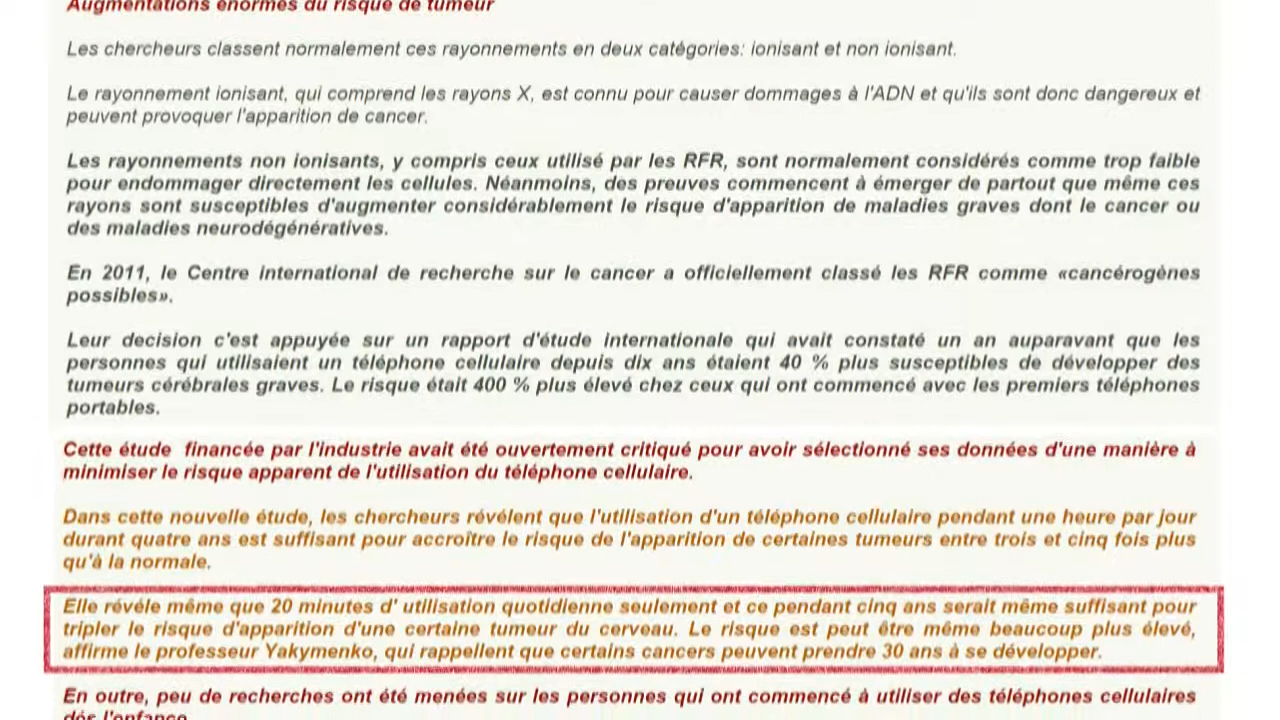 Augmentations énormes du risque de tumeur
Les chercheurs classent normalement ces rayonnements en deux catégories: ionisant et non ionisant.
Le rayonnement ionisant, qui comprend les rayons X, est connu pour causer dommages à l'ADN et qu'ils sont donc dangereux et
peuvent provoquer l'apparition de cancer.
Les rayonnements non ionisants, y compris ceux utilisé par les RFR, sont normalement considérés comme trop faible
pour endommager directement les cellules. Néanmoins, des preuves commencent à émerger de partout que même ces
rayons sont susceptibles d'augmenter considérablement le risque d'apparition de maladies graves dont le cancer ou
des maladies neurodégénératives.
En 2011, le Centre international de recherche sur le cancer a officiellement classé les RFR comme «cancérogènes
possibles».
Leur decision c'est appuyée sur un rapport d'étude internationale qui avait constaté un an auparavant que les
personnes qui utilisaient un téléphone cellulaire depuis dix ans étaient 40 % plus susceptibles de développer des
tumeurs cérébrales graves. Le risque était 400 % plus élevé chez ceux qui ont commencé avec les premiers téléphones
portables.
Cette étude financée par l'industrie avait été ouvertement critiqué pour avoir sélectionné ses données d'une manière à
minimiser le risque apparent de l'utilisation du téléphone cellulaire.
Dans cette nouvelle étude, les chercheurs révélent que l'utilisation d'un téléphone cellulaire pendant une heure par jour
durant quatre ans est suffisant pour accroître le risque de l'apparition de certaines tumeurs entre trois et cinq fois plus
qu'à la normale.
Elle révéle même que 20 minutes d' utilisation quotidienne seulement et ce pendant cinq ans serait même suffisant pour
tripler le risque d'apparition d'une certaine tumeur du cerveau. Le risque est peut être même beaucoup plus élevé,
affirme le professeur Yakymenko, qui rappellent que certains cancers peuvent prendre 30 ans à se développer.
En outre, peu de recherches ont été menées sur les personnes qui ont commencé à utiliser des téléphones cellulaires
dés l'enfance